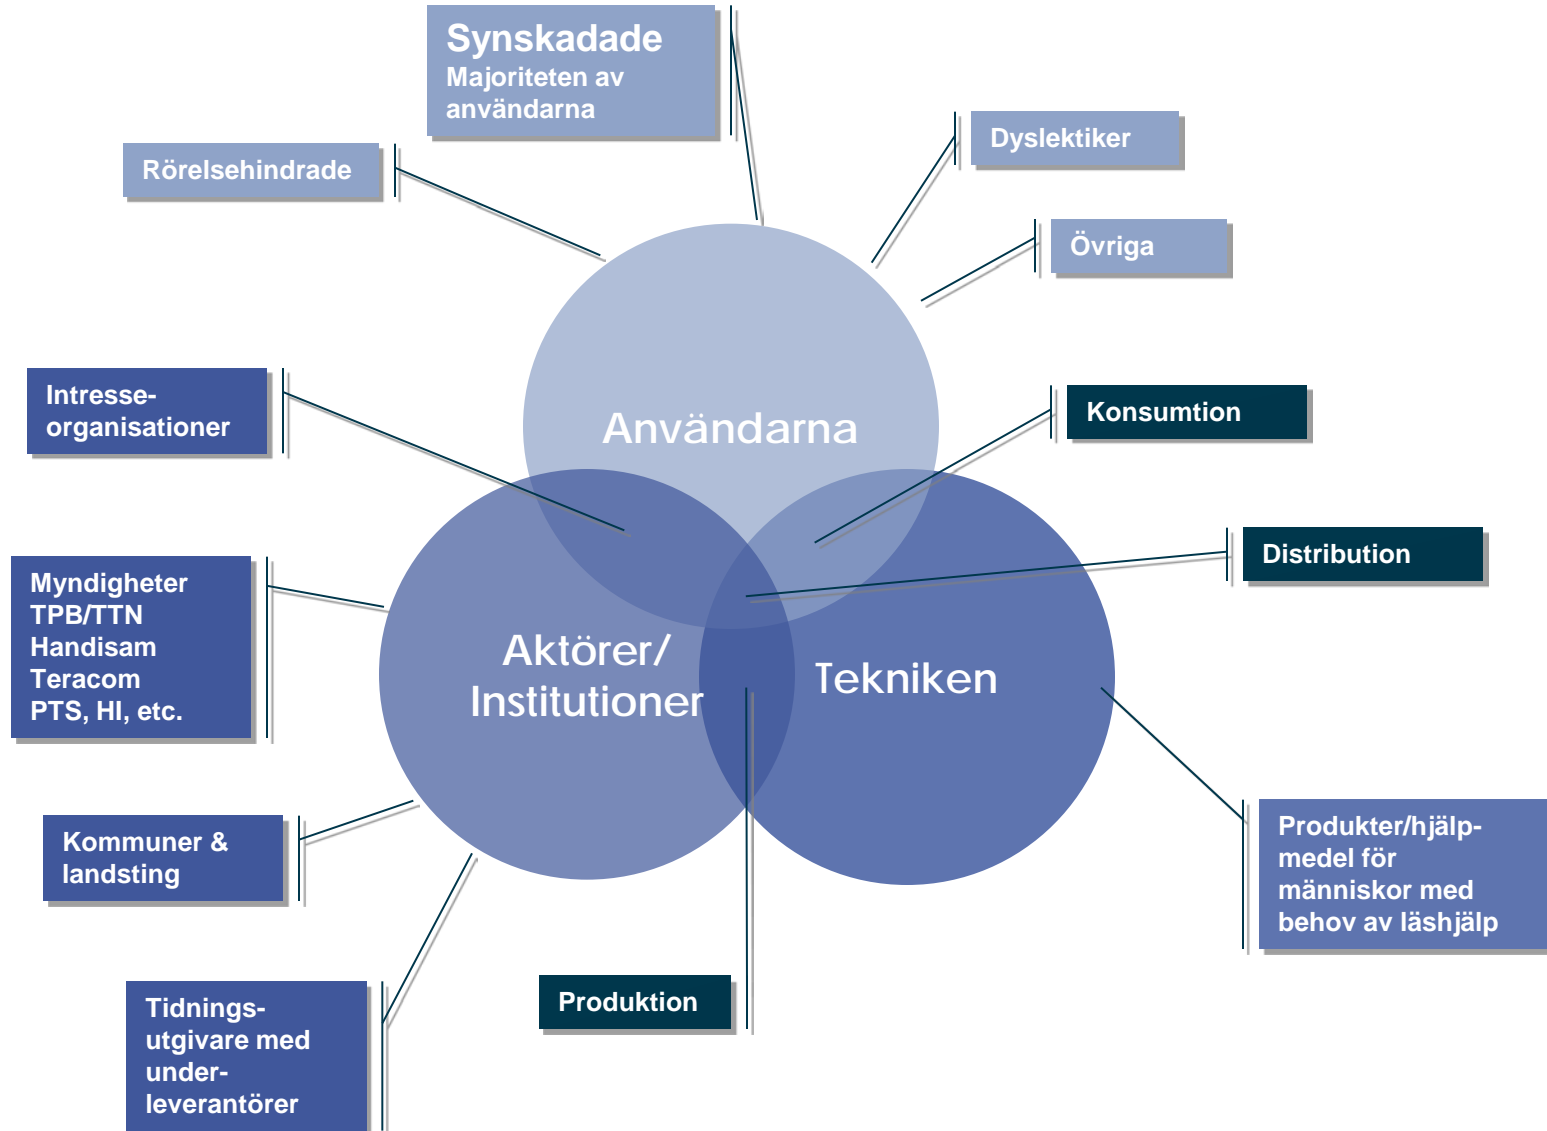 Synskadade
Majoriteten av
användarna
Dyslektiker
Rörelsehindrade
Övriga
Intresse-
organisationer
Användarna
Konsumtion
Distribution
Myndigheter
TPB/TTN
Handisam
Teracom
PTS, HI, etc.
Aktörer/
Institutioner
Tekniken
Kommuner &
landsting
Produkter/hjälp-
medel för
människor med
behov av läshjälp
Produktion
Tidnings-
utgivare med
under-
leverantörer